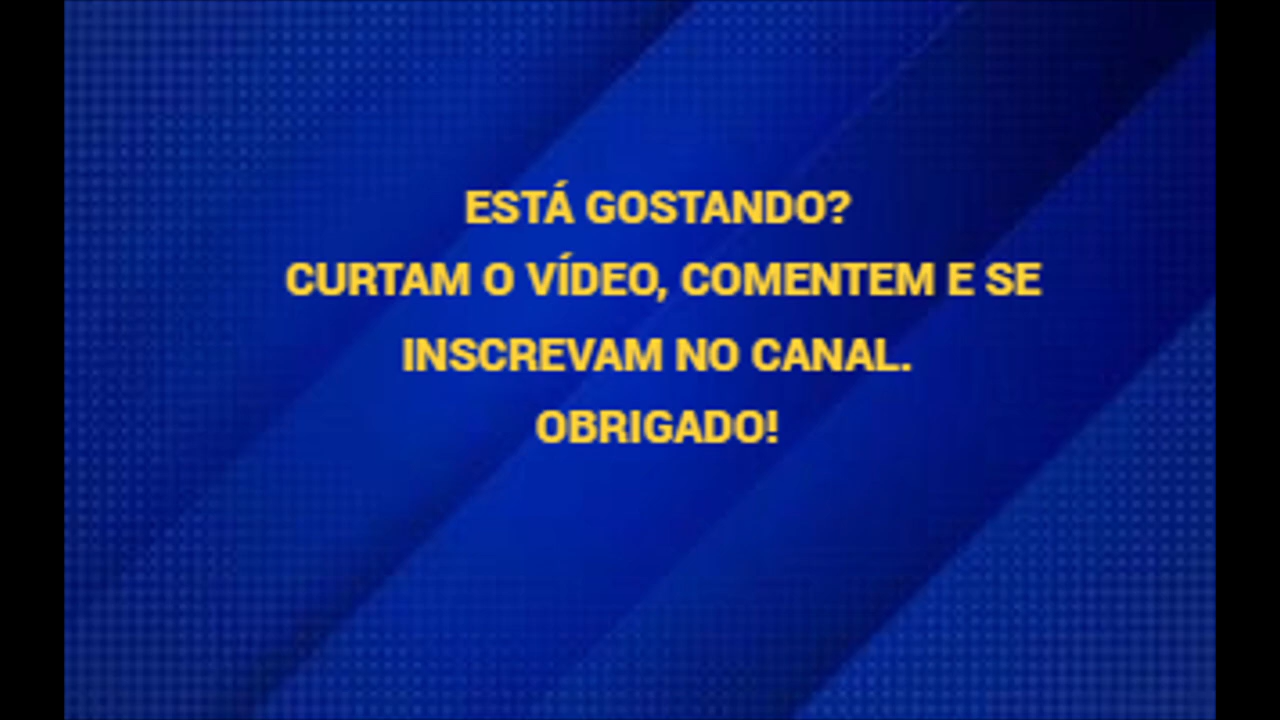 ESTÁ GOSTANDO?
CURTAM O VÍDEO, COMENTEM E SE
INSCREVAM NO CANAL.
OBRIGADO!